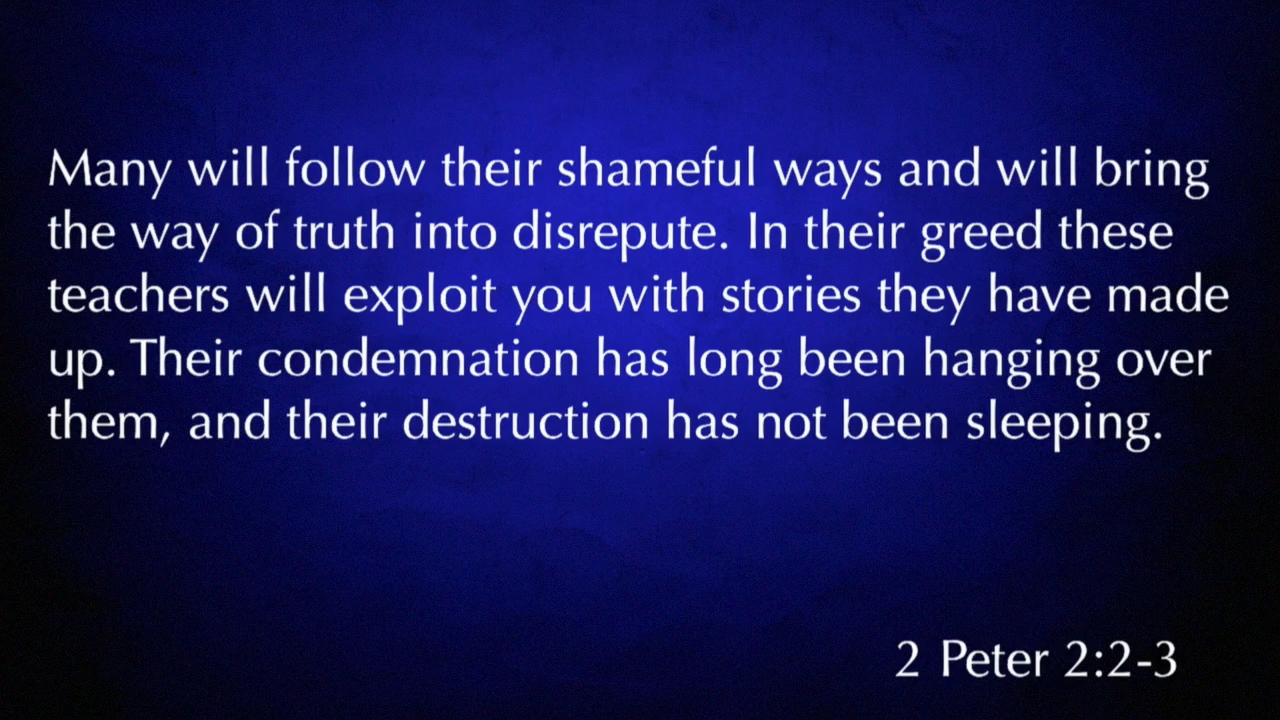 Many will follow their shameful ways and will bring
the way of truth into disrepute. In their greed these
teachers will exploit you with stories they have made
up. Their condemnation has long been hanging over
them, and their destruction has not been sleeping.
2 Peter 2:2-3